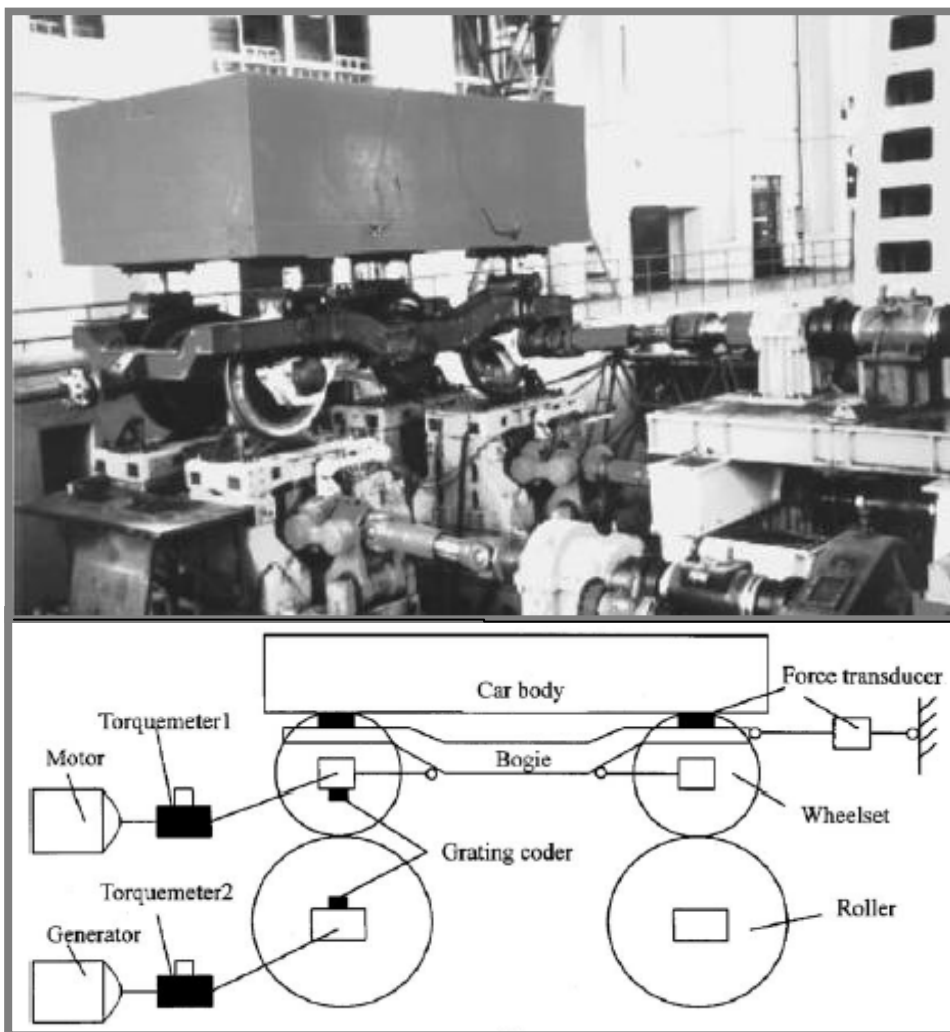 Car body
Force transducer
Torquemeter1
Motor
Bogie
Wheelset
Grating coder
Torquemeter2
Generator
Roller